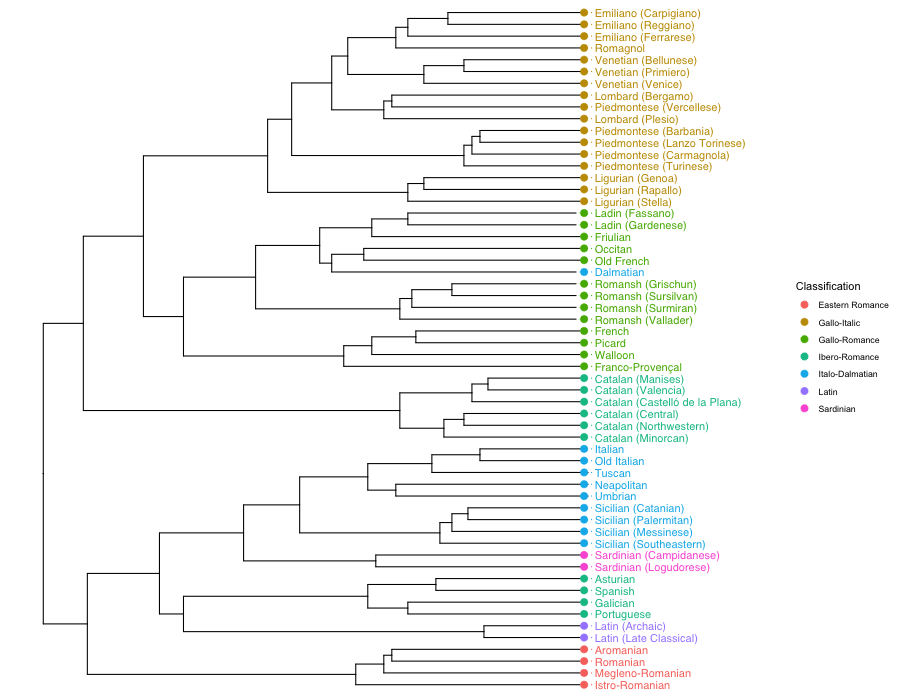 Emiliano (Carpigiano)
Emiliano (Reggiano)
Emiliano (Ferrarese)
Romagnol
Venetian (Bellunese)
Venetian (Primiero)
Venetian (Venice)
Lombard (Bergamo)
Piedmontese (Vercellese)
Lombard (Plesio)
Piedmontese (Barbania)
Piedmontese (Lanzo Torinese)
Piedmontese (Carmagnola)
Piedmontese (Turinese)
Ligurian (Genoa)
Ligurian (Rapallo)
Ligurian (Stella)
Ladin (Fassano)
Ladin (Gardenese)
Friulian
Occitan
Old French
Dalmatian
Romansh (Grischun)
Romansh (Sursilvan)
Romansh (Surmiran)
Romansh (Vallader)
French
Picard
Walloon
Franco-Provençal
Catalan (Manises)
Catalan (Valencia)
Catalan (Castelló de la Plana)
Catalan (Central)
Catalan (Northwestern)
Catalan (Minorcan)
Italian
Old Italian
Tuscan
Neapolitan
Umbrian
Sicilian (Catanian)
Sicilian (Palermitan)
Sicilian (Messinese)
Sicilian (Southeastern)
Sardinian (Campidanese)
Sardinian (Logudorese)
Asturian
Spanish
Galician
Portuguese
Latin (Archaic)
Latin (Late Classical)
Aromanian
Romanian
Megleno-Romanian
Istro-Romanian
Classification
Eastern Romance
Gallo-Italic
Gallo-Romance
Ibero-Romance
Italo-Dalmatian
Latin
Sardinian